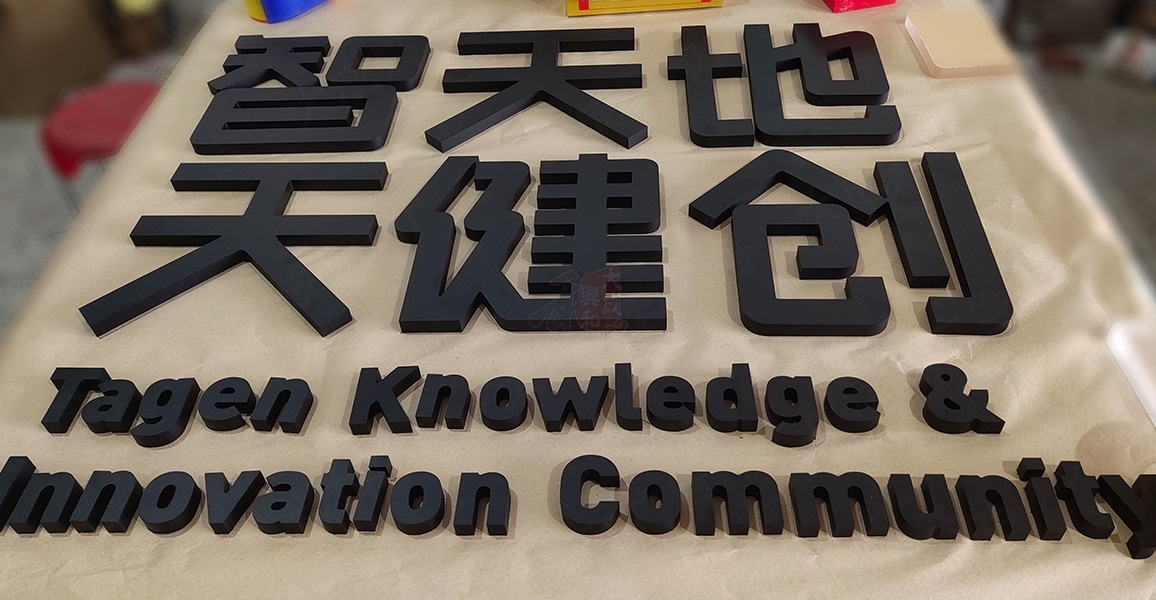 智天地
天健创
Tagen Knowledge &
Innovation Community